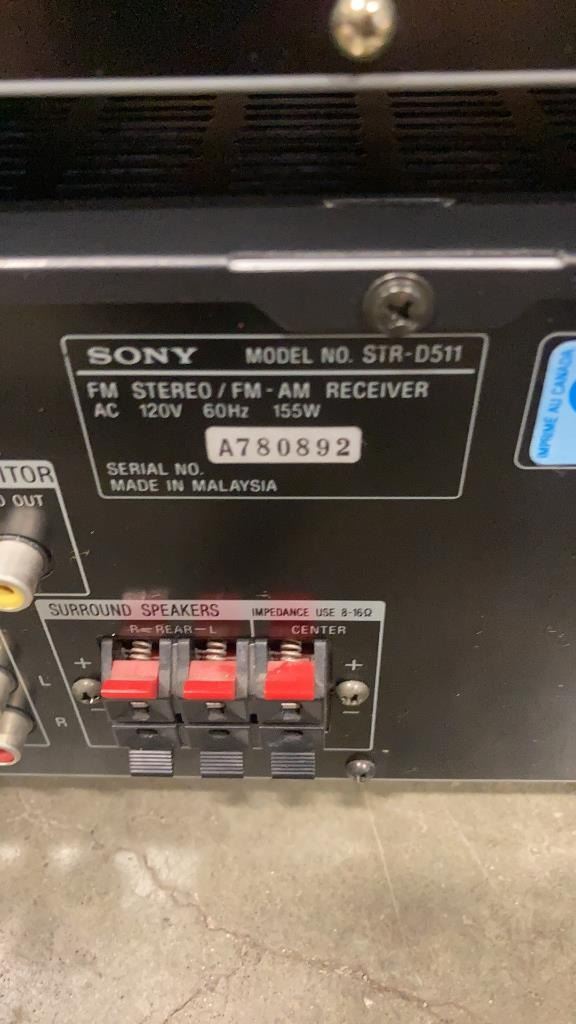 SONY MODEL NO. STR-D511
FM STEREO / FM-AM RECEIVER
AC 120V 60Hz 155W
A780892
SERIAL NO.
MADE IN MALAYSIA
IMPRIMÉ AU CANADA
ITOR
O OUT
SURROUND SPEAKERS IMPEDANCE USE 8-16Ω
R—REAR—L CENTER
+ +
L
− −
R